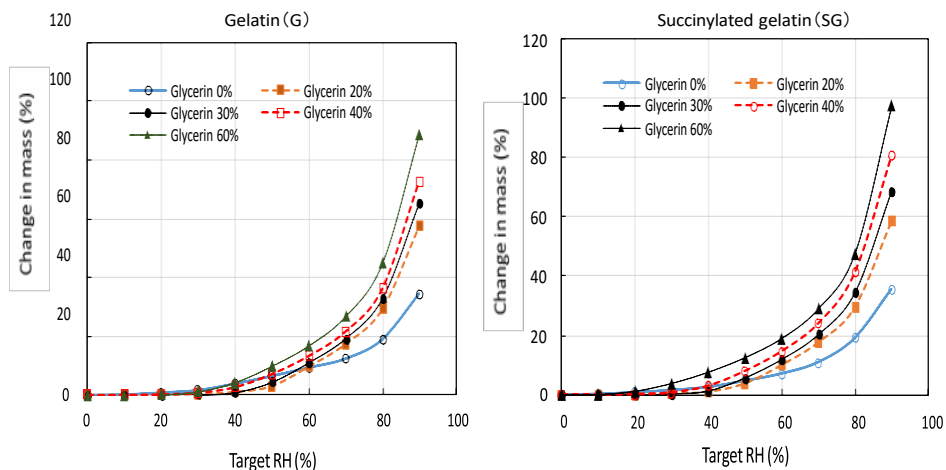 Gelatin (G)
120
100
80
60
40
20
0
Change in mass (%)
Glycerin 0%
Glycerin 20%
Glycerin 30%
Glycerin 40%
Glycerin 60%
0 20 40 60 80 100
Target RH (%)
Succinylated gelatin (SG)
120
100
80
60
40
20
0
Change in mass (%)
Glycerin 0%
Glycerin 20%
Glycerin 30%
Glycerin 40%
Glycerin 60%
0 20 40 60 80 100
Target RH (%)